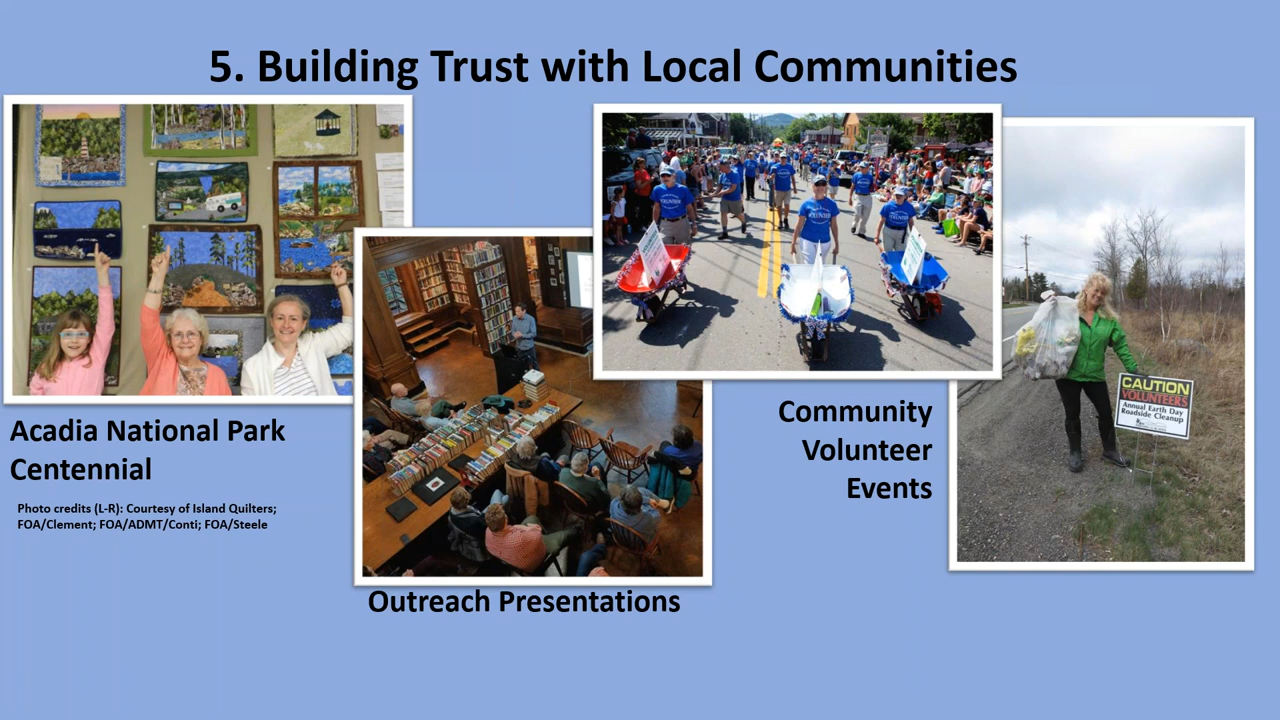 5. Building Trust with Local Communities
Acadia National Park
Centennial
Photo credits (L-R): Courtesy of Island Quilters;
FOA/Clement; FOA/ADMT/Conti; FOA/Steele
Outreach Presentations
Community
Volunteer
Events
VOLUNTEER
CAUTION
VOLUNTEERS
Annual Earth Day
Roadside Cleanup